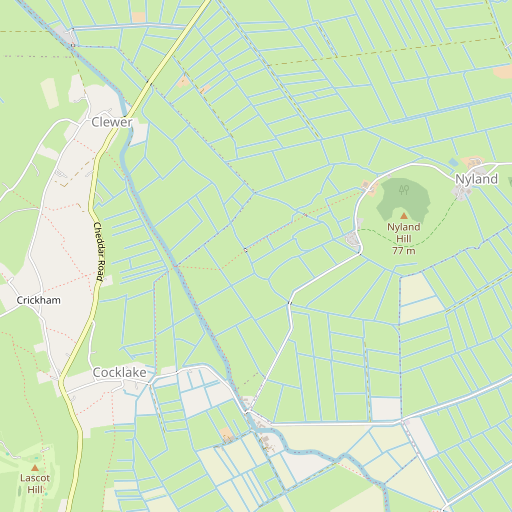 Clewer
Nyland
Nyland
Hill
77 m
Cheddar Road
Crickham
Cocklake
Lascot
Hill